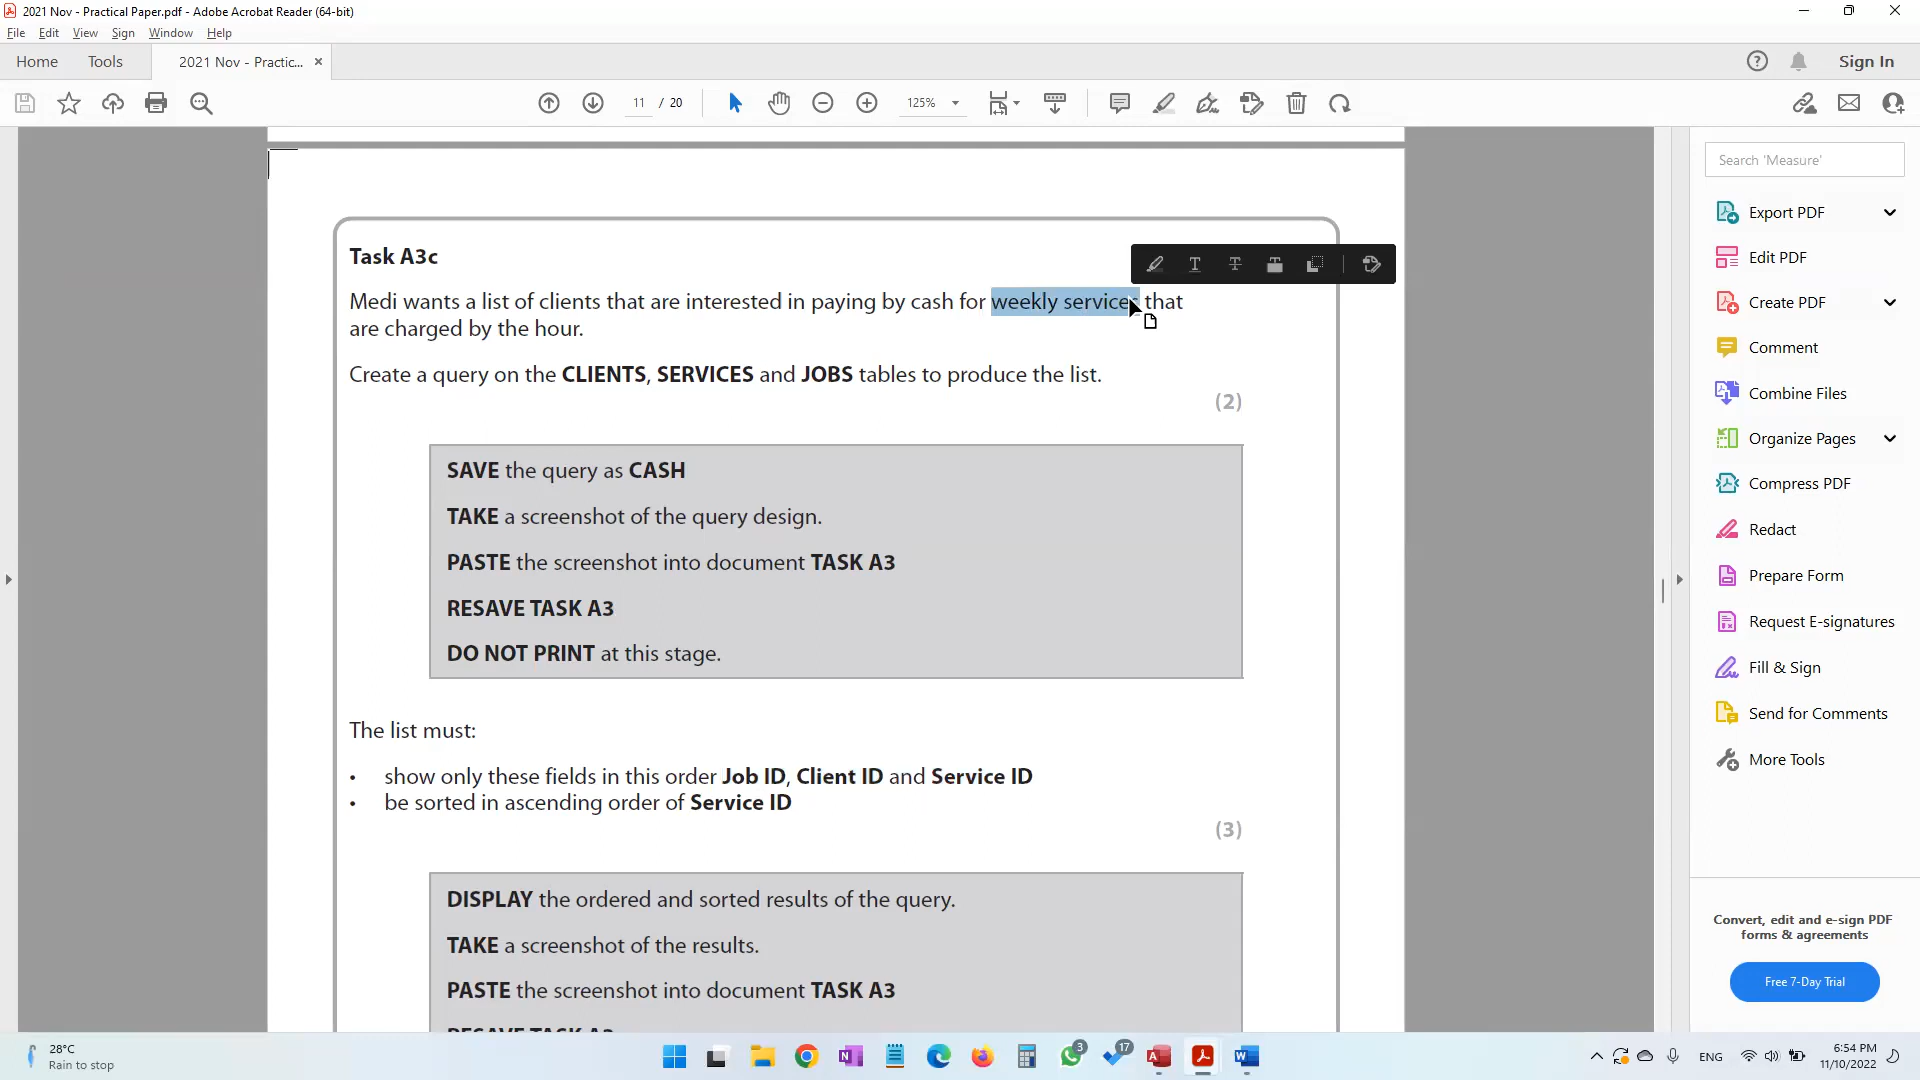 2021 Nov - Practical Paper.pdf - Adobe Acrobat Reader (64-bit)
File Edit View Sign Window Help
Home Tools 2021 Nov - Practic... × Sign In
11 / 20 125%
Search 'Measure'
Task A3c
Medi wants a list of clients that are interested in paying by cash for weekly services that
are charged by the hour.
Create a query on the CLIENTS, SERVICES and JOBS tables to produce the list.
(2)
SAVE the query as CASH
TAKE a screenshot of the query design.
PASTE the screenshot into document TASK A3
RESAVE TASK A3
DO NOT PRINT at this stage.
The list must:
• show only these fields in this order Job ID, Client ID and Service ID
• be sorted in ascending order of Service ID
(3)
DISPLAY the ordered and sorted results of the query.
TAKE a screenshot of the results.
PASTE the screenshot into document TASK A3
RESAVE TASK A3
Export PDF
Edit PDF
Create PDF
Comment
Combine Files
Organize Pages
Compress PDF
Redact
Prepare Form
Request E-signatures
Fill & Sign
Send for Comments
More Tools
Convert, edit and e-sign PDF
forms & agreements
Free 7-Day Trial
28°C
Rain to stop
3
17
ENG
6:54 PM
11/10/2022